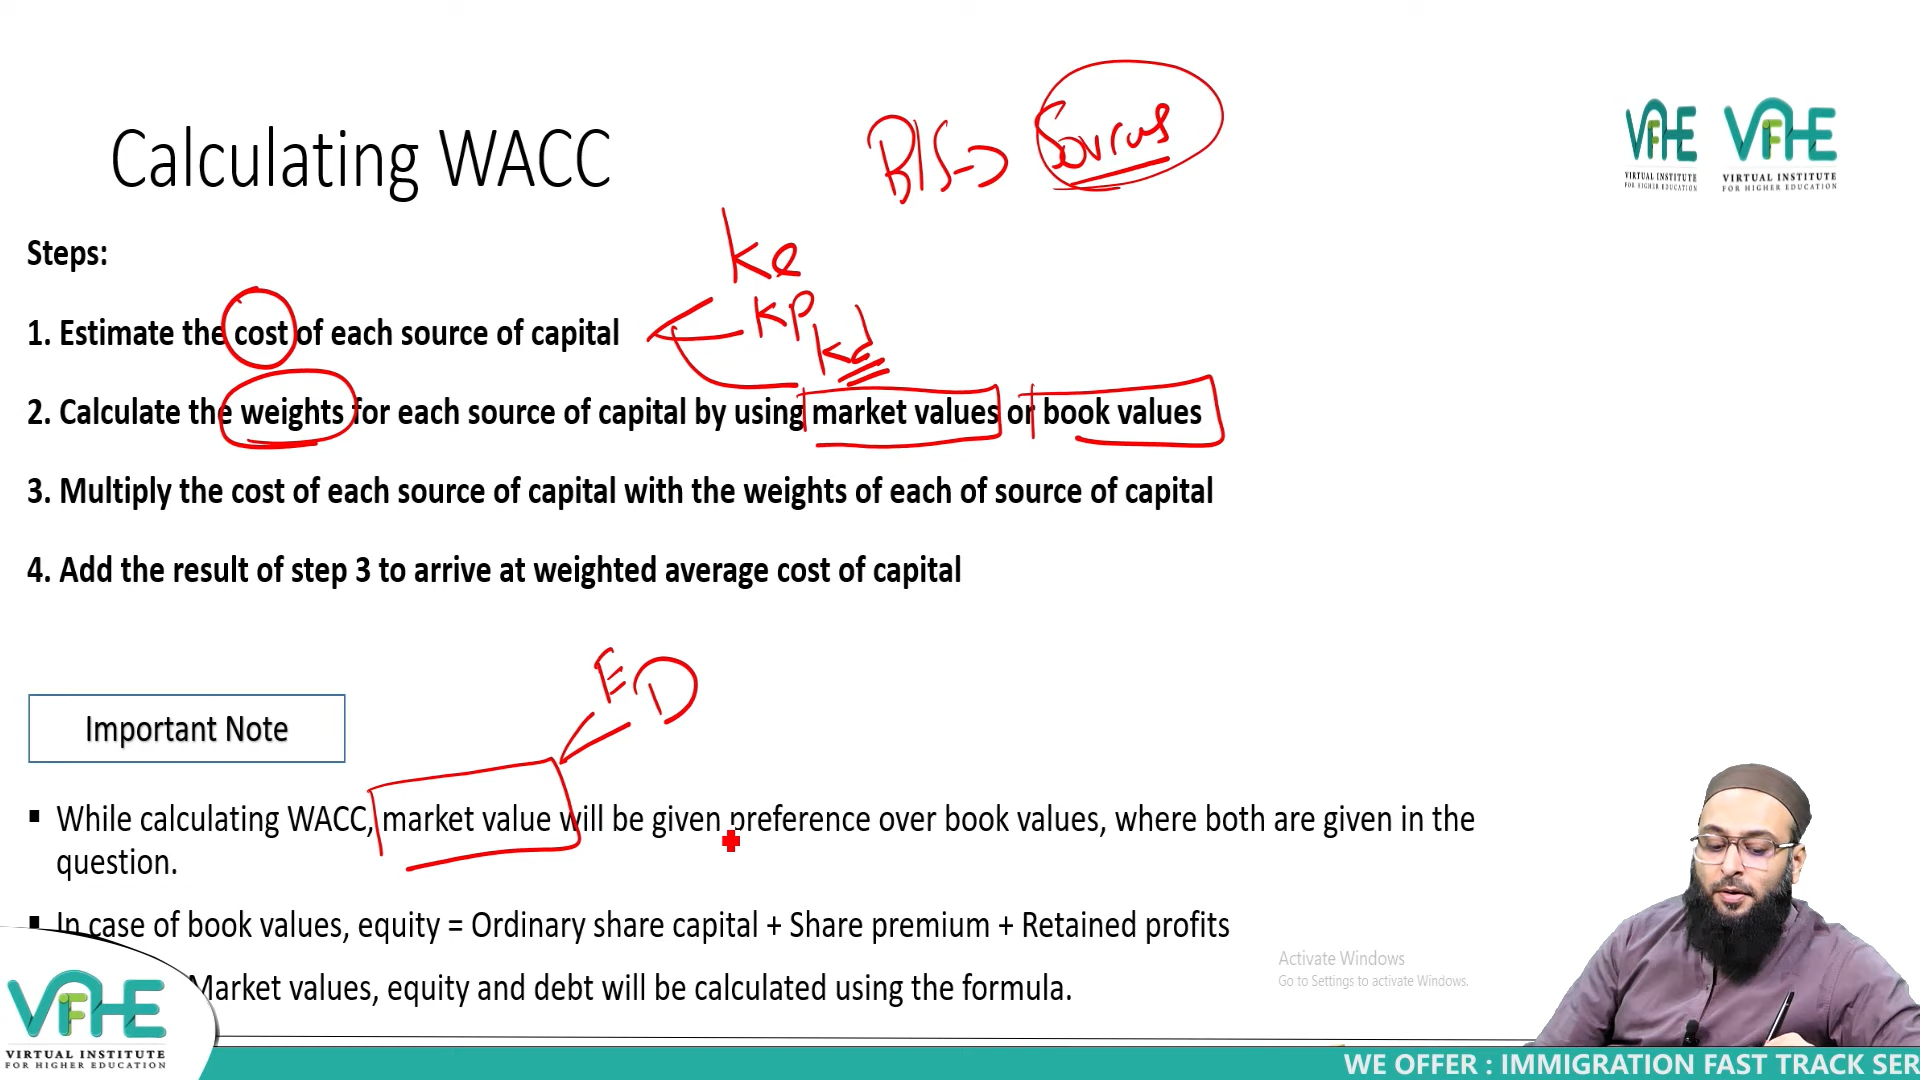 Calculating WACC
B/S→ Sources
VFHE
VIRTUAL INSTITUTE
FOR HIGHER EDUCATION
VFHE
VIRTUAL INSTITUTE
FOR HIGHER EDUCATION
Steps:
ke
kp
kd
1. Estimate the cost of each source of capital
2. Calculate the weights for each source of capital by using market values or book values
3. Multiply the cost of each source of capital with the weights of each of source of capital
4. Add the result of step 3 to arrive at weighted average cost of capital
E D
Important Note
▪ While calculating WACC, market value will be given preference over book values, where both are given in the
question.
▪ In case of book values, equity = Ordinary share capital + Share premium + Retained profits
Market values, equity and debt will be calculated using the formula.
Activate Windows
Go to Settings to activate Windows.
VFHE
VIRTUAL INSTITUTE
FOR HIGHER EDUCATION
WE OFFER : IMMIGRATION FAST TRACK SER